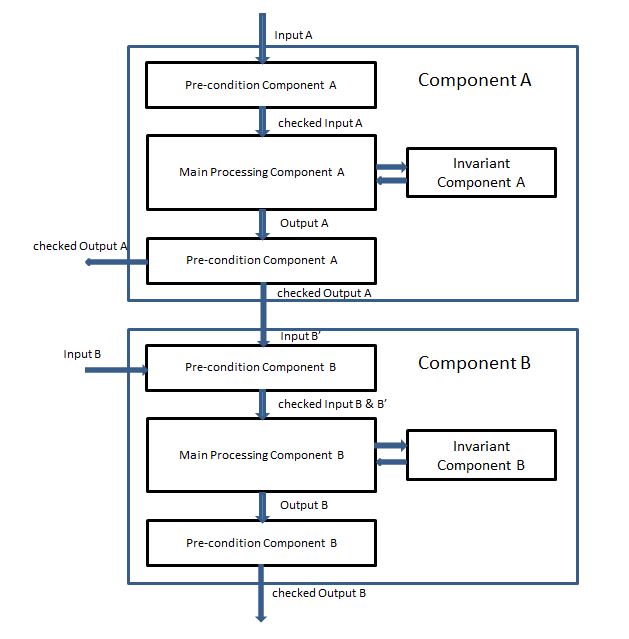 Input A
Component A
Pre-condition Component A
checked Input A
Main Processing Component A
Invariant
Component A
Output A
checked Output A
Pre-condition Component A
checked Output A
Input B'
Input B
Component B
Pre-condition Component B
checked Input B & B'
Main Processing Component B
Invariant
Component B
Output B
Pre-condition Component B
checked Output B